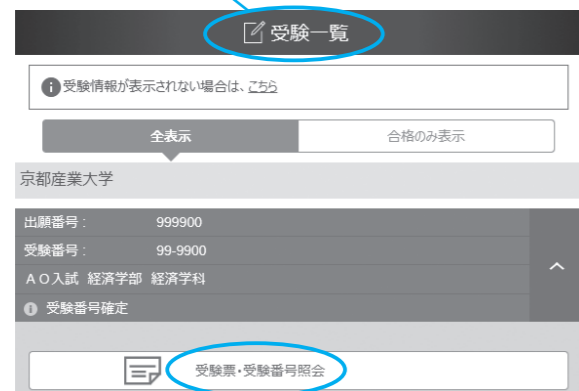 受験一覧
受験情報が表示されない場合は、こちら
全表示 合格のみ表示
京都産業大学
出願番号： 999900
受験番号： 99-9900
ＡＯ入試 経済学部 経済学科
受験番号確定
受験票・受験番号照会